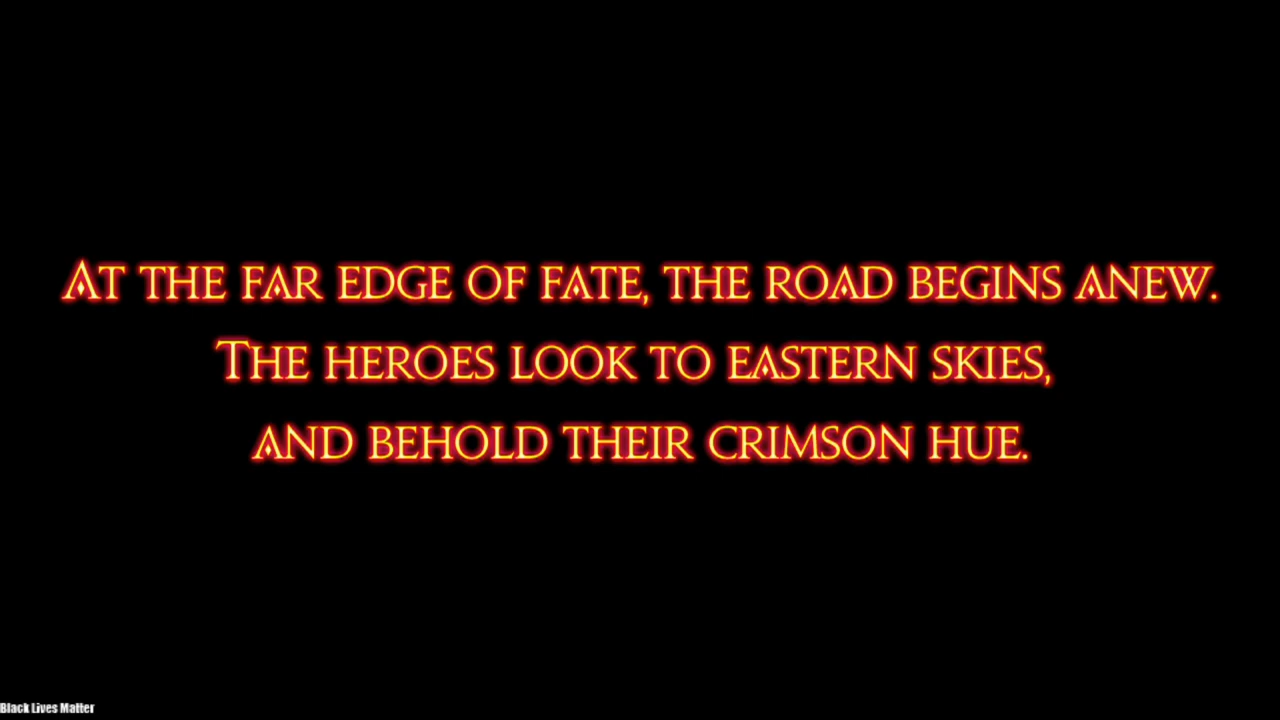 At the far edge of fate, the road begins anew.
The heroes look to eastern skies,
and behold their crimson hue.
Black Lives Matter